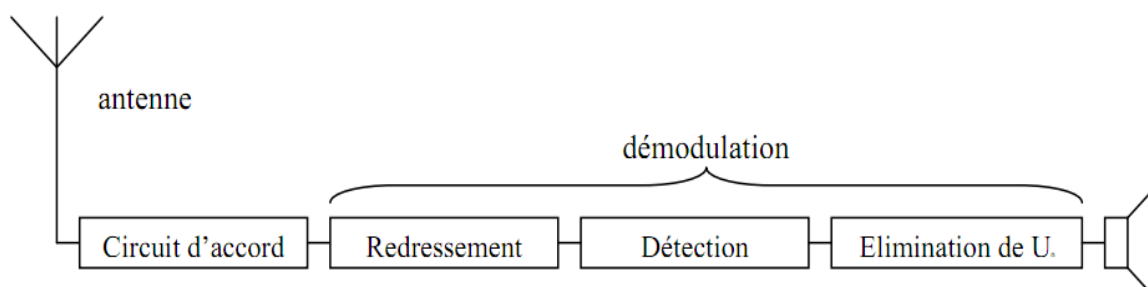 antenne
démodulation
Circuit d'accord
Redressement
Détection
Elimination de U